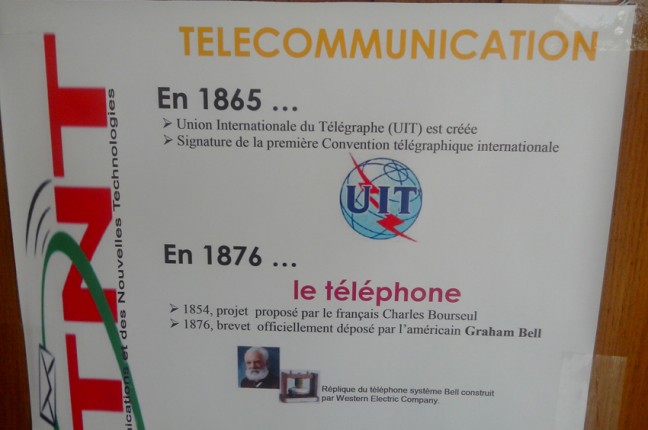 TELECOMMUNICATION
En 1865 ...
➢ Union Internationale du Télégraphe (UIT) est créée
➢ Signature de la première Convention télégraphique internationale
UIT
En 1876 ...
le téléphone
➢ 1854, projet proposé par le français Charles Bourseul
➢ 1876, brevet officiellement déposé par l'américain Graham Bell
Réplique du téléphone système Bell construit
par Western Electric Company.
TNT
nications et des Nouvelles Technologies